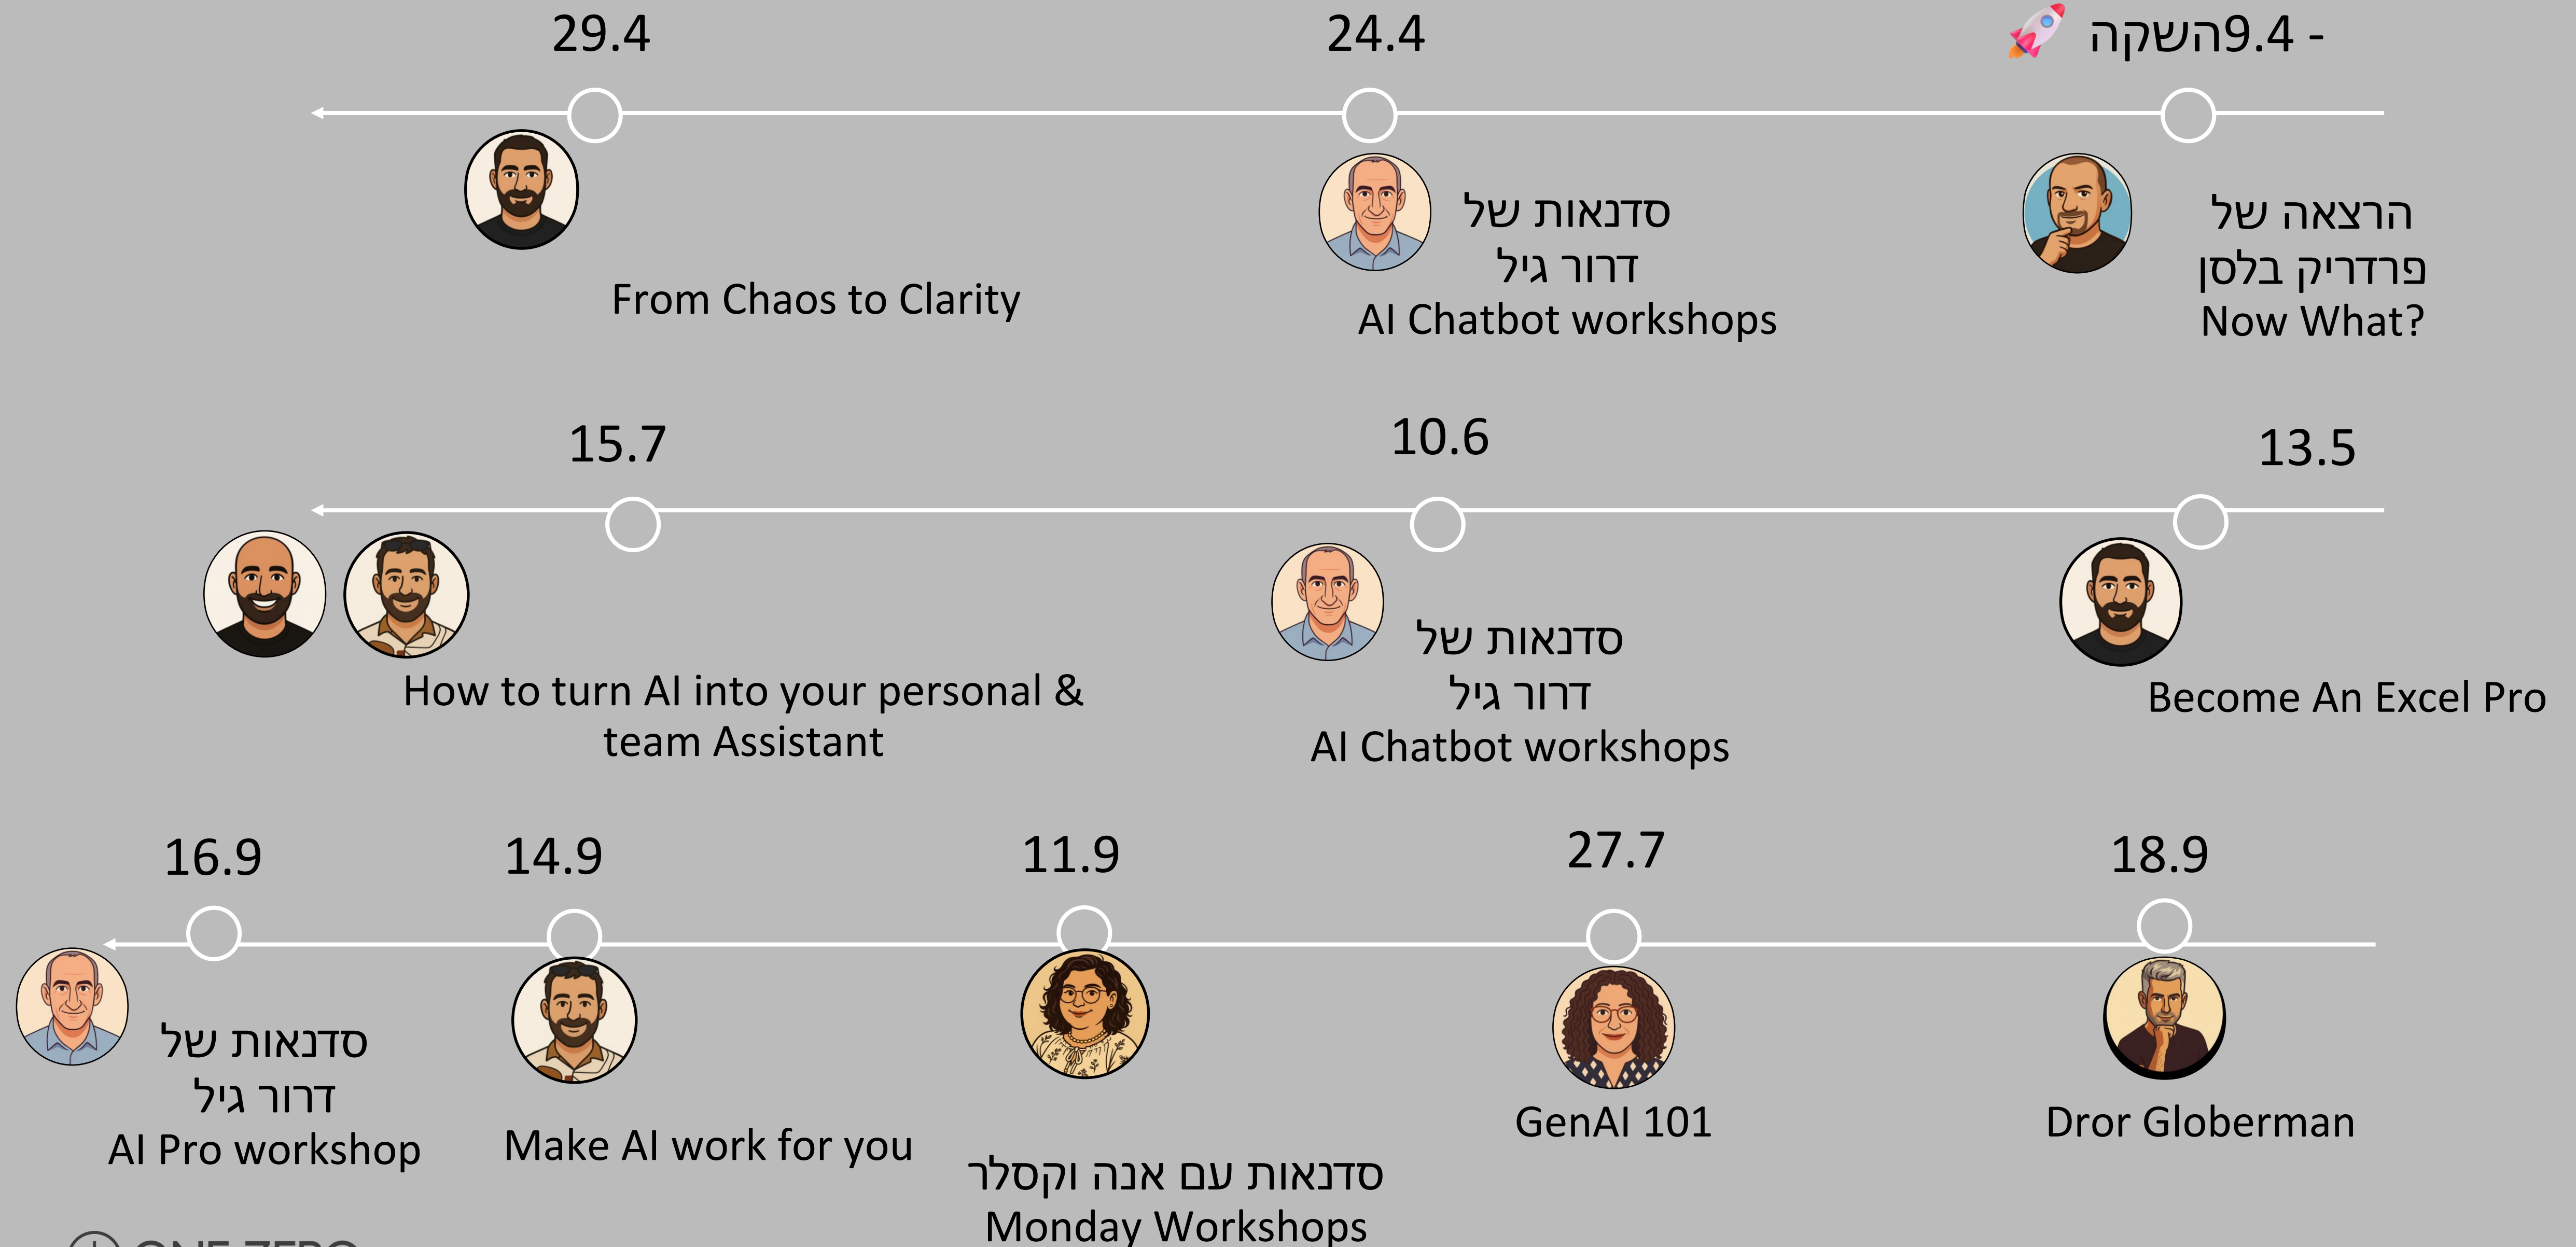 9.4 - השקה 🚀
24.4
29.4
הרצאה של
פרדריק בלסן
Now What?
סדנאות של
דרור גיל
AI Chatbot workshops
From Chaos to Clarity
13.5
10.6
15.7
Become An Excel Pro
סדנאות של
דרור גיל
AI Chatbot workshops
How to turn AI into your personal &
team Assistant
18.9
27.7
11.9
14.9
16.9
Dror Globerman
GenAI 101
סדנאות עם אנה וקסלר
Monday Workshops
Make AI work for you
סדנאות של
דרור גיל
AI Pro workshop
ONE ZERO